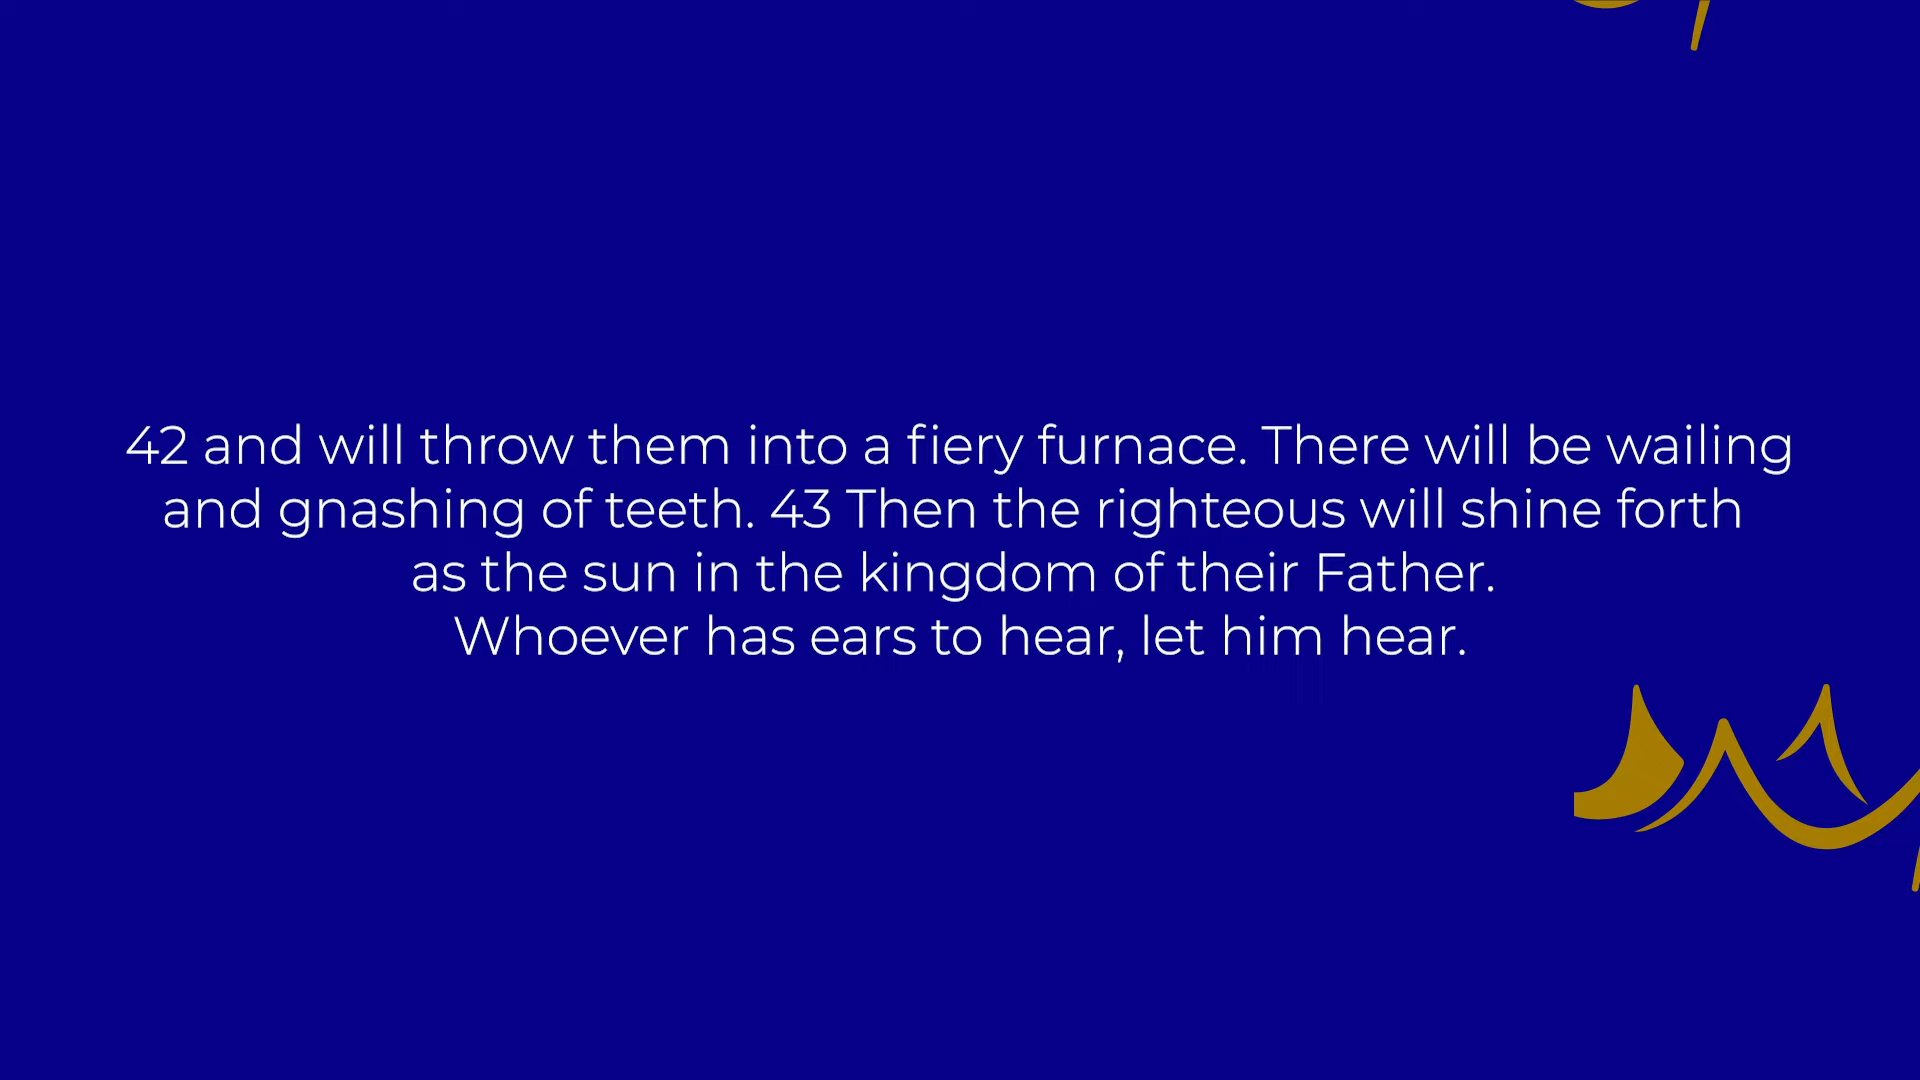 42 and will throw them into a fiery furnace. There will be wailing
and gnashing of teeth. 43 Then the righteous will shine forth
as the sun in the kingdom of their Father.
Whoever has ears to hear, let him hear.